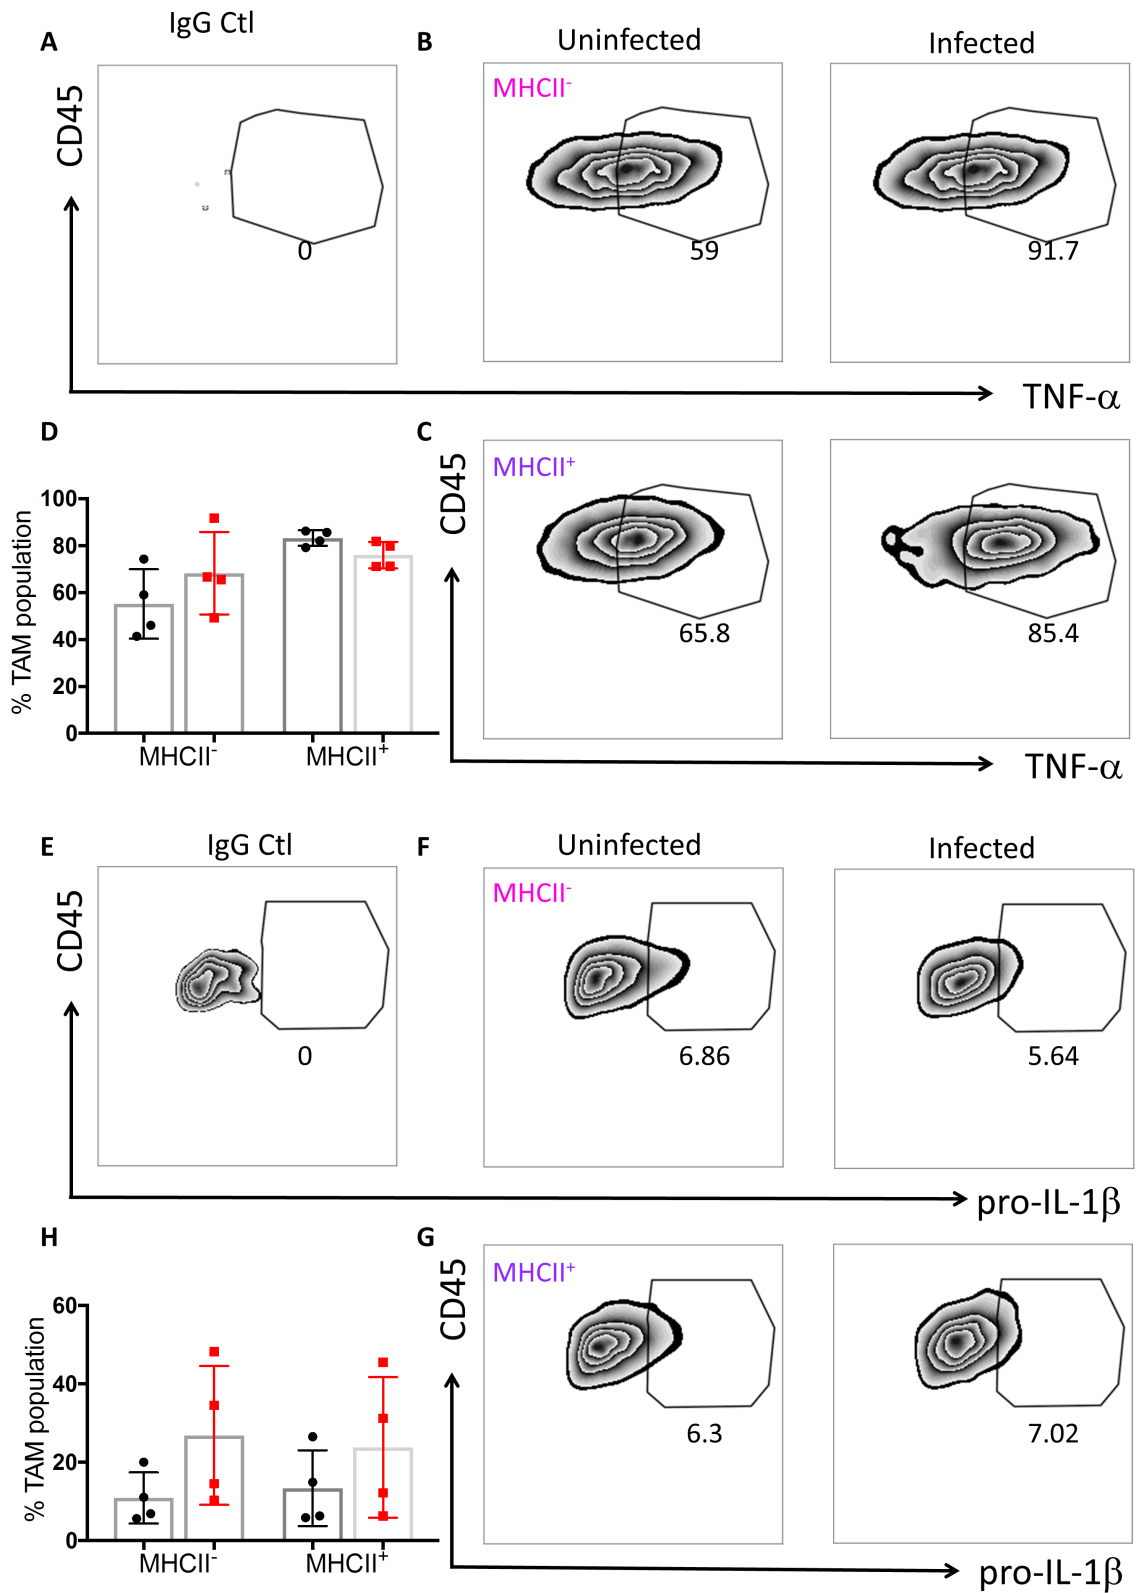 A
IgG Ctl
B
Uninfected
Infected
CD45
MHCII⁻
0
59
91.7
TNF-α
D
C
CD45
MHCII⁺
% TAM population
100
80
60
40
20
0
MHCII⁻
MHCII⁺
65.8
85.4
TNF-α
E
IgG Ctl
F
Uninfected
Infected
CD45
MHCII⁻
0
6.86
5.64
pro-IL-1β
H
G
CD45
MHCII⁺
% TAM population
60
40
20
0
MHCII⁻
MHCII⁺
6.3
7.02
pro-IL-1β